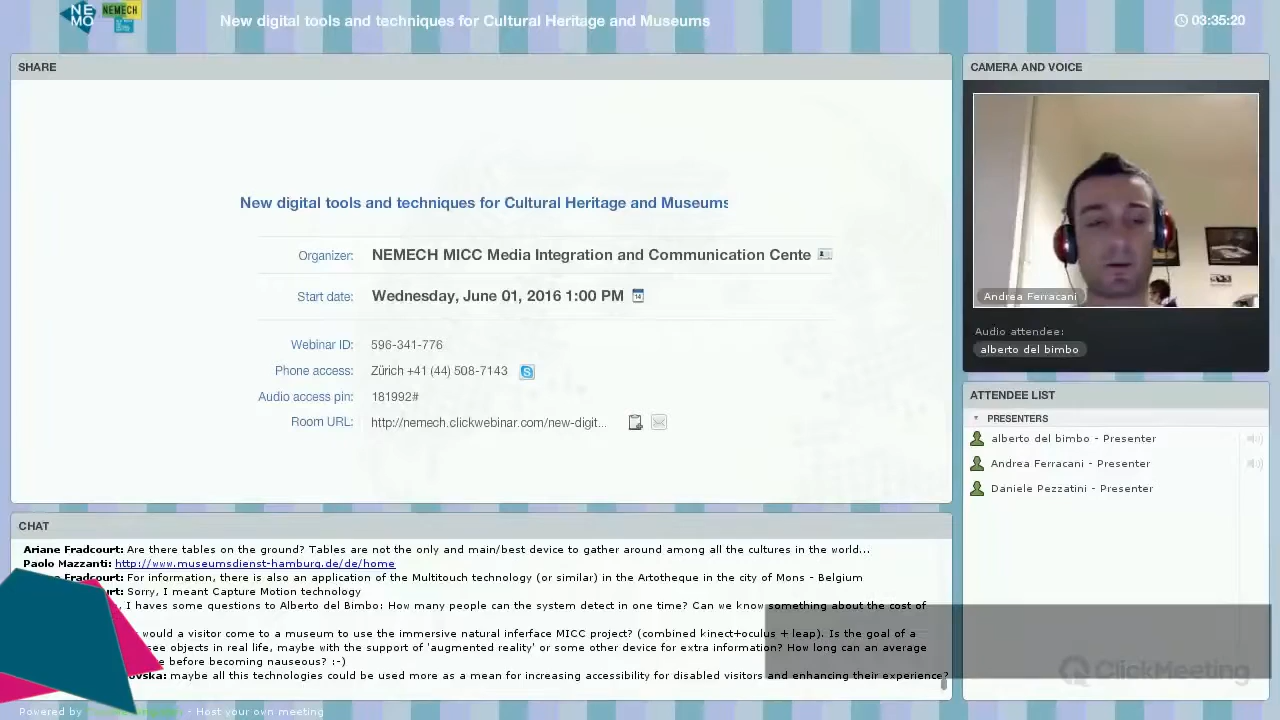 NE
MO
NEMECH
New digital tools and techniques for Cultural Heritage and Museums
03:35:20
SHARE
New digital tools and techniques for Cultural Heritage and Museums
Organizer: NEMECH MICC Media Integration and Communication Cente
Start date: Wednesday, June 01, 2016 1:00 PM
14
Webinar ID: 596-341-776
Phone access: Zürich +41 (44) 508-7143
Audio access pin: 181992#
Room URL: http://nemech.clickwebinar.com/new-digit...
CAMERA AND VOICE
Andrea Ferracani
Audio attendee:
alberto del bimbo
ATTENDEE LIST
PRESENTERS
alberto del bimbo - Presenter
Andrea Ferracani - Presenter
Daniele Pezzatini - Presenter
CHAT
Ariane Fradcourt: Are there tables on the ground? Tables are not the only and main/best device to gather around among all the cultures in the world...
Paolo Mazzanti: http://www.museumsdienst-hamburg.de/de/home
Fradcourt: For information, there is also an application of the Multitouch technology (or similar) in the Artotheque in the city of Mons - Belgium
urt: Sorry, I meant Capture Motion technology
, I haves some questions to Alberto del Bimbo: How many people can the system detect in one time? Can we know something about the cost of
would a visitor come to a museum to use the immersive natural inferface MICC project? (combined kinect+oculus + leap). Is the goal of a
see objects in real life, maybe with the support of 'augmented reality' or some other device for extra information? How long can an average
e before becoming nauseous? :-)
ovska: maybe all this technologies could be used more as a mean for increasing accessibility for disabled visitors and enhancing their experience?
ClickMeeting
Powered by - Host your own meeting